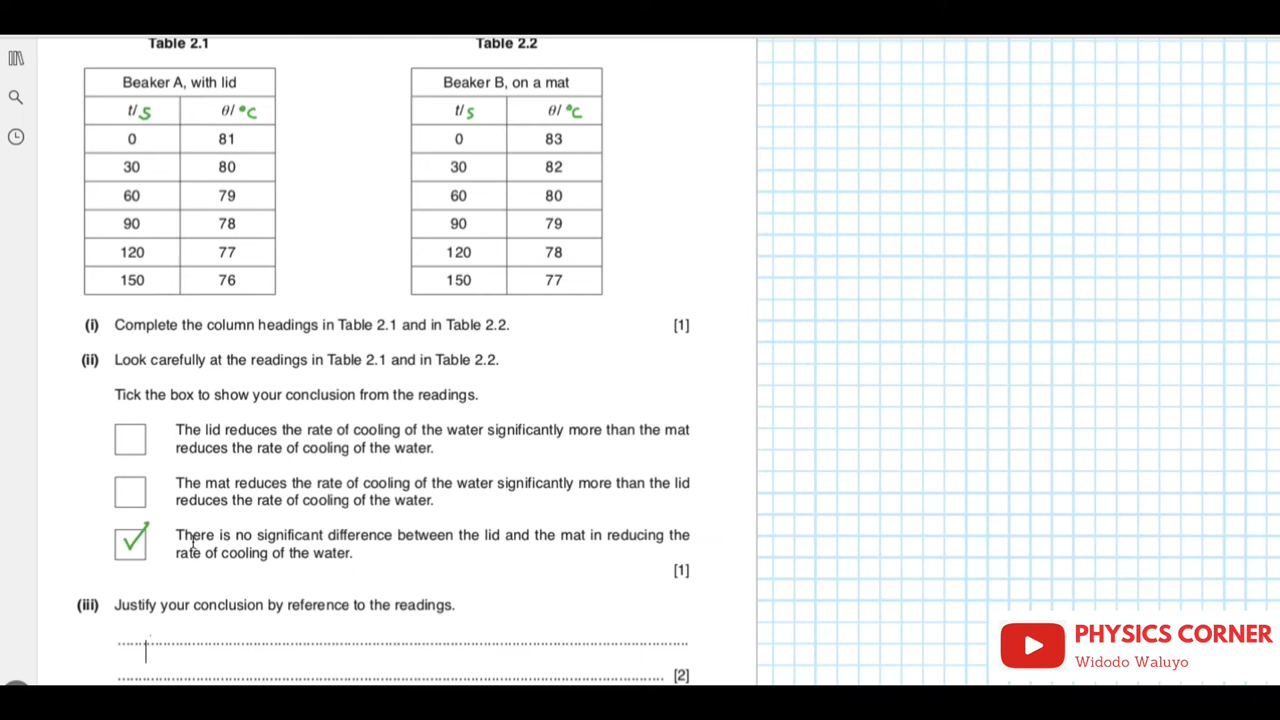 Table 2.1 Table 2.2
Beaker A, with lid Beaker B, on a mat
t/s θ/°C t/s θ/°C
0 81 0 83
30 80 30 82
60 79 60 80
90 78 90 79
120 77 120 78
150 76 150 77
(i) Complete the column headings in Table 2.1 and in Table 2.2. [1]
(ii) Look carefully at the readings in Table 2.1 and in Table 2.2.
Tick the box to show your conclusion from the readings.
The lid reduces the rate of cooling of the water significantly more than the mat
reduces the rate of cooling of the water.
The mat reduces the rate of cooling of the water significantly more than the lid
reduces the rate of cooling of the water.
There is no significant difference between the lid and the mat in reducing the
rate of cooling of the water.
[1]
(iii) Justify your conclusion by reference to the readings.
[2]
PHYSICS CORNER
Widodo Waluyo